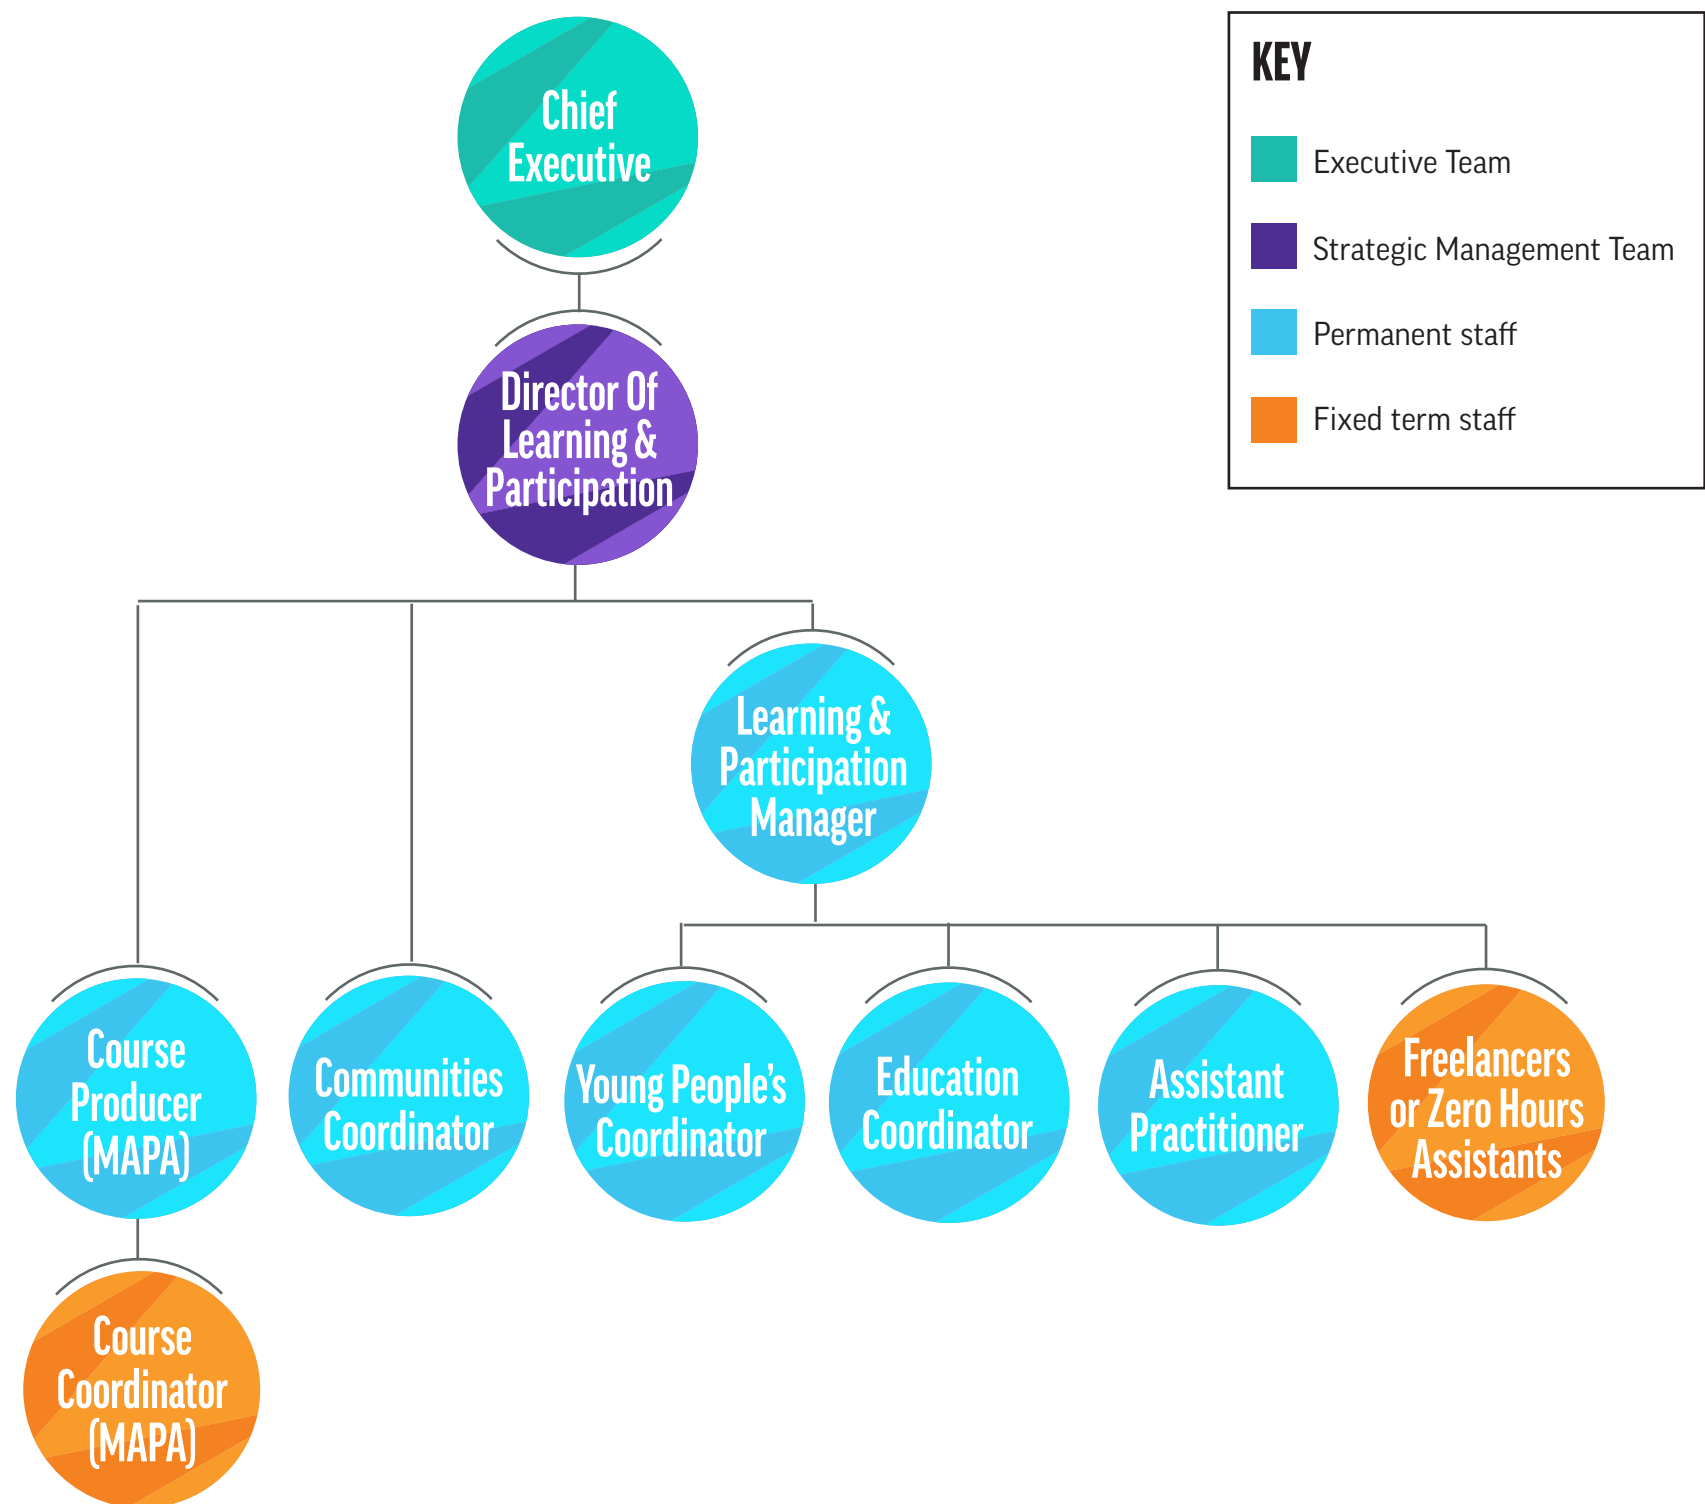 Chief
Executive
KEY
Executive Team
Strategic Management Team
Permanent staff
Fixed term staff
Director Of
Learning &
Participation
Learning &
Participation
Manager
Course
Producer
(MAPA)
Communities
Coordinator
Young People’s
Coordinator
Education
Coordinator
Assistant
Practitioner
Freelancers
or Zero Hours
Assistants
Course
Coordinator
(MAPA)